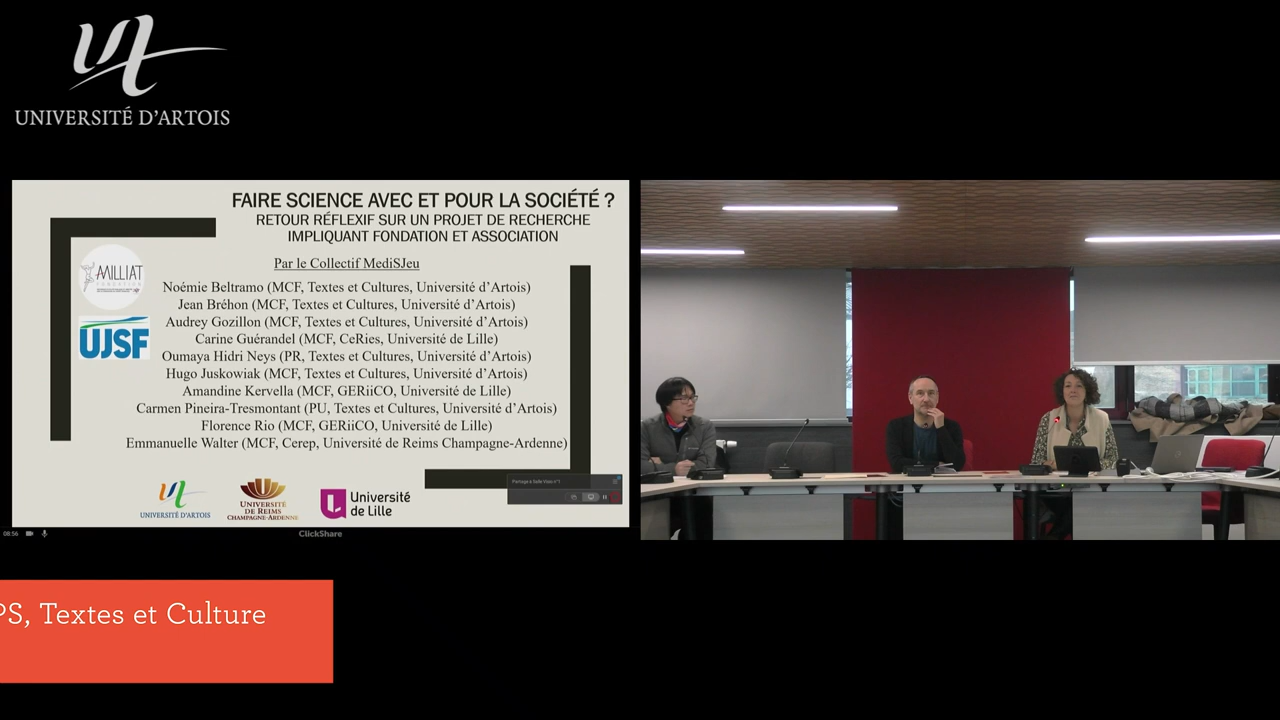 UNIVERSITÉ D'ARTOIS
FAIRE SCIENCE AVEC ET POUR LA SOCIÉTÉ ?
RETOUR RÉFLEXIF SUR UN PROJET DE RECHERCHE
IMPLIQUANT FONDATION ET ASSOCIATION
Par le Collectif MediSJeu
MILLIAT
FONDATION
UJSF
Noémie Beltramo (MCF, Textes et Cultures, Université d'Artois)
Jean Bréhon (MCF, Textes et Cultures, Université d'Artois)
Audrey Gozillon (MCF, Textes et Cultures, Université d'Artois)
Carine Guérandel (MCF, CeRies, Université de Lille)
Oumaya Hidri Neys (PR, Textes et Cultures, Université d'Artois)
Hugo Juskowiak (MCF, Textes et Cultures, Université d'Artois)
Amandine Kervella (MCF, GERiiCO, Université de Lille)
Carmen Pineira-Tresmontant (PU, Textes et Cultures, Université d'Artois)
Florence Rio (MCF, GERiiCO, Université de Lille)
Emmanuelle Walter (MCF, Cerep, Université de Reims Champagne-Ardenne)
UNIVERSITÉ D'ARTOIS
UNIVERSITÉ
DE REIMS
CHAMPAGNE-ARDENNE
Université
de Lille
08:56
ClickShare
PS, Textes et Culture